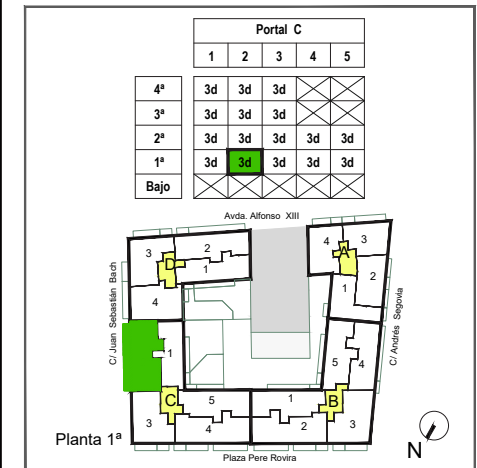 Portal C
1 2 3 4 5
4ª 3d 3d 3d
3ª 3d 3d 3d
2ª 3d 3d 3d 3d 3d
1ª 3d 3d 3d 3d 3d
Bajo
Avda. Alfonso XIII
3 2 4 A 3
D 1 2
4 1
C/ Juan Sebastián Bach
C/ Andrés Segovia
1 5 4
C 5 1 B
3 4 2 3
Planta 1ª
Plaza Pere Rovira
N